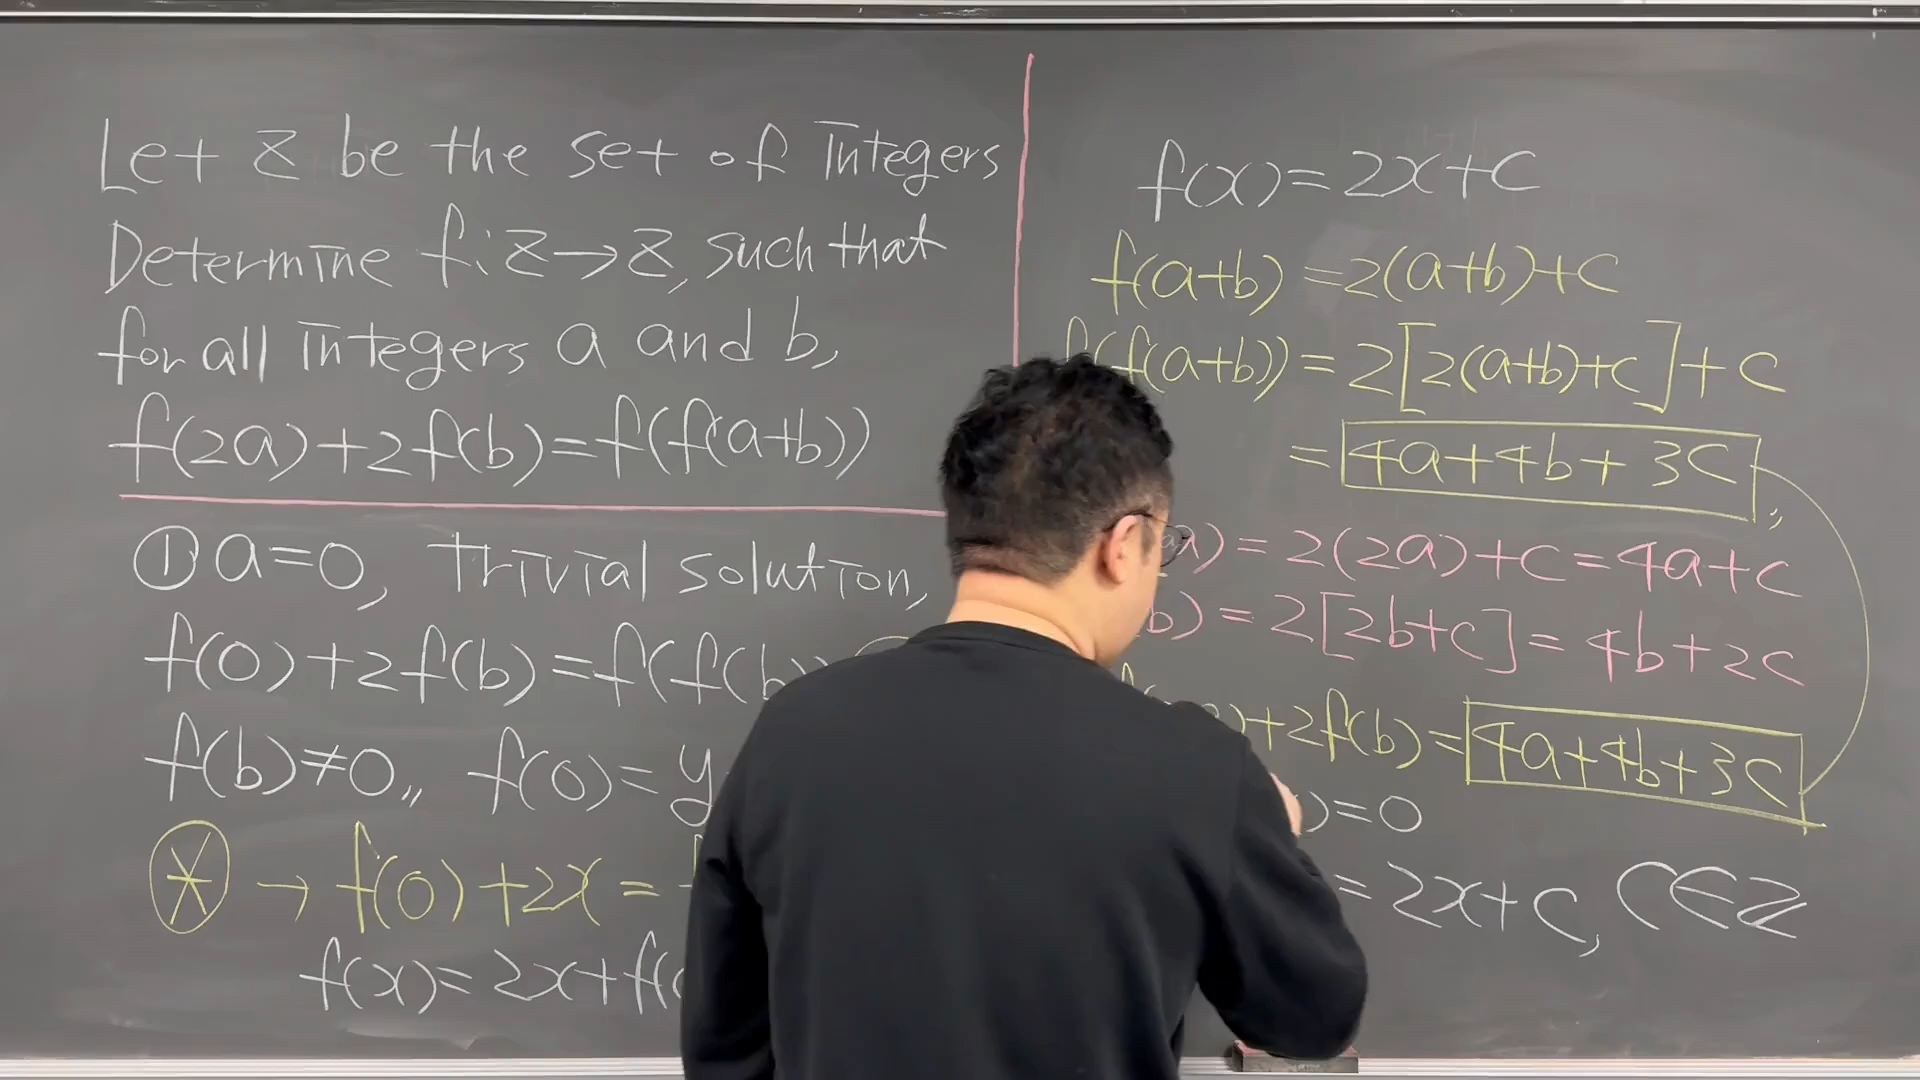 Let Z be the set of integers
Determine f:Z→Z, such that
for all integers a and b,
f(2a)+2f(b)=f(f(a+b))
① a=0, trivial solution,
f(0)+2f(b)=f(f(b
f(b)≠0,, f(0)= y
* → f(0)+2x=
f(x)=2x+f(
f(x)=2x+c
f(a+b)=2(a+b)+c
f(f(a+b))=2[2(a+b)+c]+c
=4a+4b+3c,
a)=2(2a)+c=4a+c
b)=2[2b+c]=4b+2c
)+2f(b)=4a+4b+3c
)=0
=2x+c, c∈Z